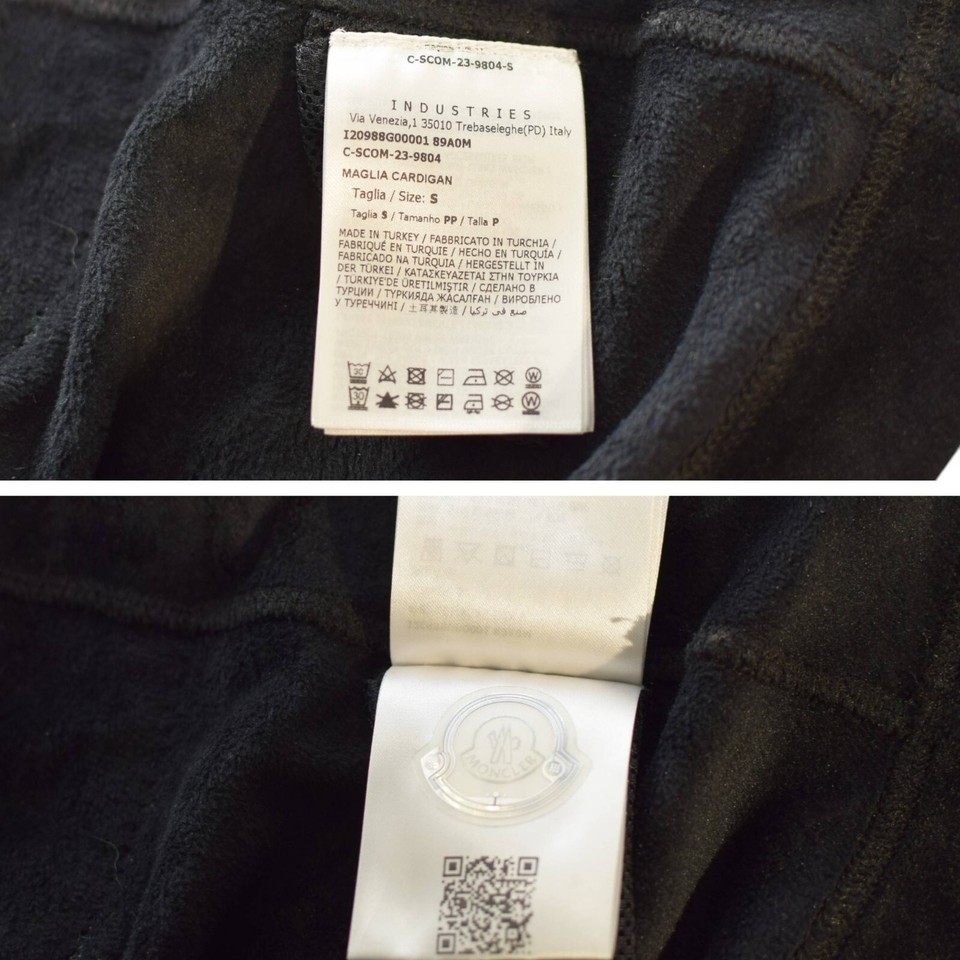 C-SCOM-23-9804-S
INDUSTRIES
Via Venezia,1 35010 Trebaseleghe(PD) Italy
I20988G00001 89A0M
C-SCOM-23-9804
MAGLIA CARDIGAN
Taglia / Size: S
Taglia S / Tamanho PP / Talla P
MADE IN TURKEY / FABBRICATO IN TURCHIA /
FABRIQUÉ EN TURQUIE / HECHO EN TURQUÍA /
FABRICADO NA TURQUIA / HERGESTELLT IN
DER TÜRKEI / ΚΑΤΑΣΚΕΥΑΖΕΤΑΙ ΣΤΗΝ ΤΟΥΡΚΙΑ
/ TÜRKIYE'DE ÜRETILMIŞTIR / СДЕЛАНО В
ТУРЦИИ / ТҮРКИЯДА ЖАСАЛҒАН / ВИРОБЛЕНО
У ТУРЕЧЧИНІ / 土耳其製造 / صنع في تركيا
30
W
30
W
MONCLER